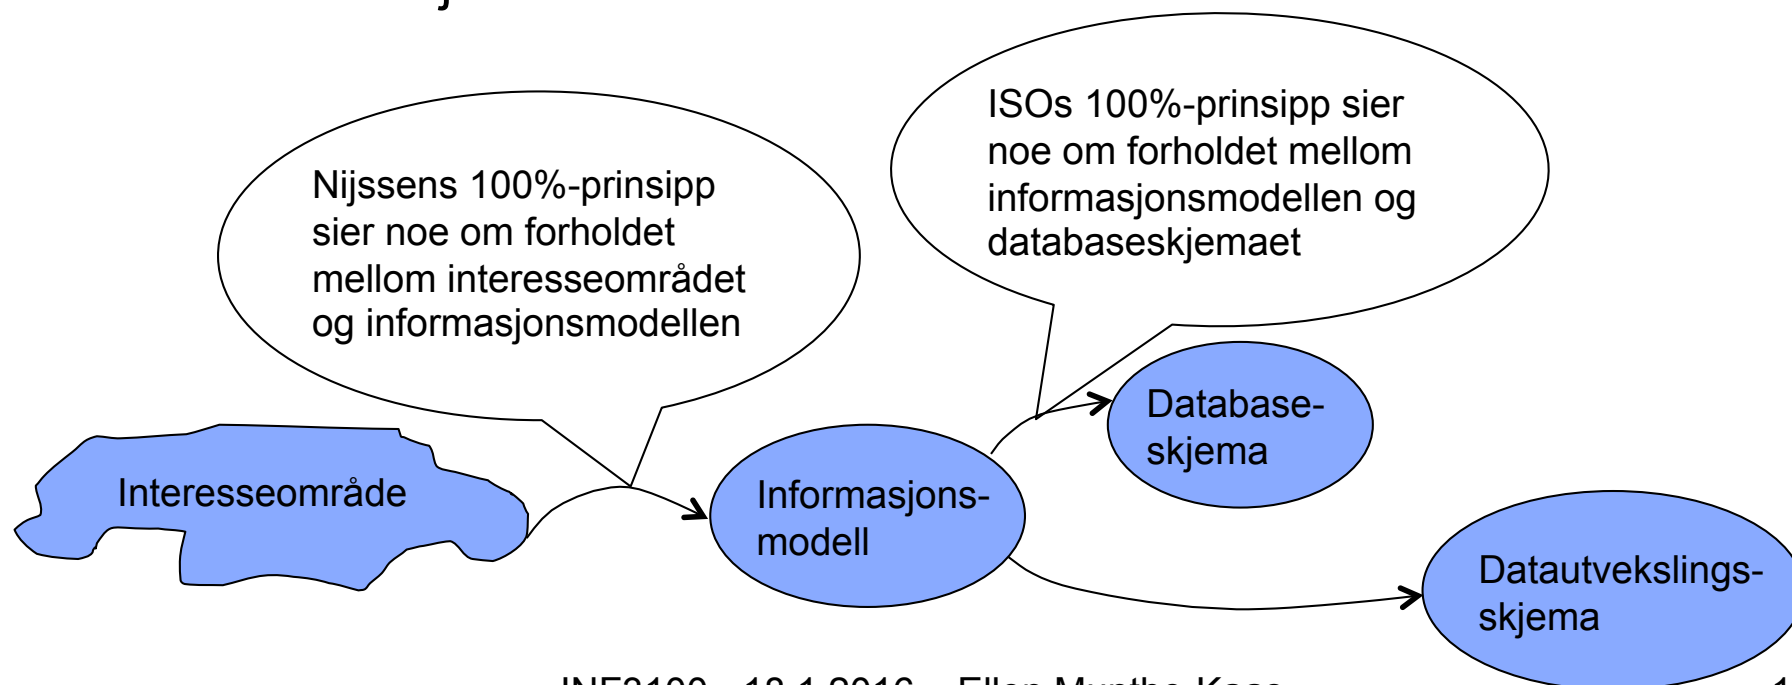 j
Nijssens 100%-prinsipp
sier noe om forholdet
mellom interesseområdet
og informasjonsmodellen
ISOs 100%-prinsipp sier
noe om forholdet mellom
informasjonsmodellen og
databaseskjemaet
Interesseområde
Informasjons-
modell
Database-
skjema
Datautvekslings-
skjema